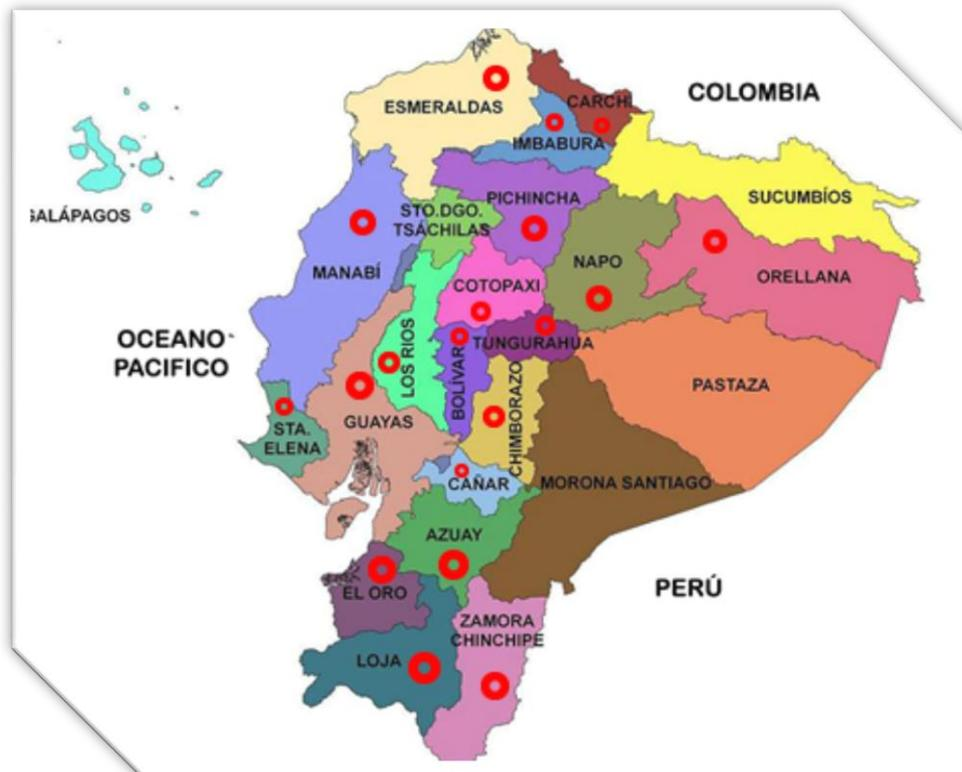 COLOMBIA
CARCHI
ESMERALDAS
IMBABURA
SUCUMBÍOS
PICHINCHA
GALÁPAGOS
STO.DGO.
TSÁCHILAS
NAPO
MANABÍ
ORELLANA
COTOPAXI
OCEANO
PACIFICO
TUNGURAHUA
LOS RIOS
BOLÍVAR
PASTAZA
CHIMBORAZO
GUAYAS
STA.
ELENA
CAÑAR
MORONA SANTIAGO
AZUAY
PERÚ
EL ORO
ZAMORA
CHINCHIPE
LOJA